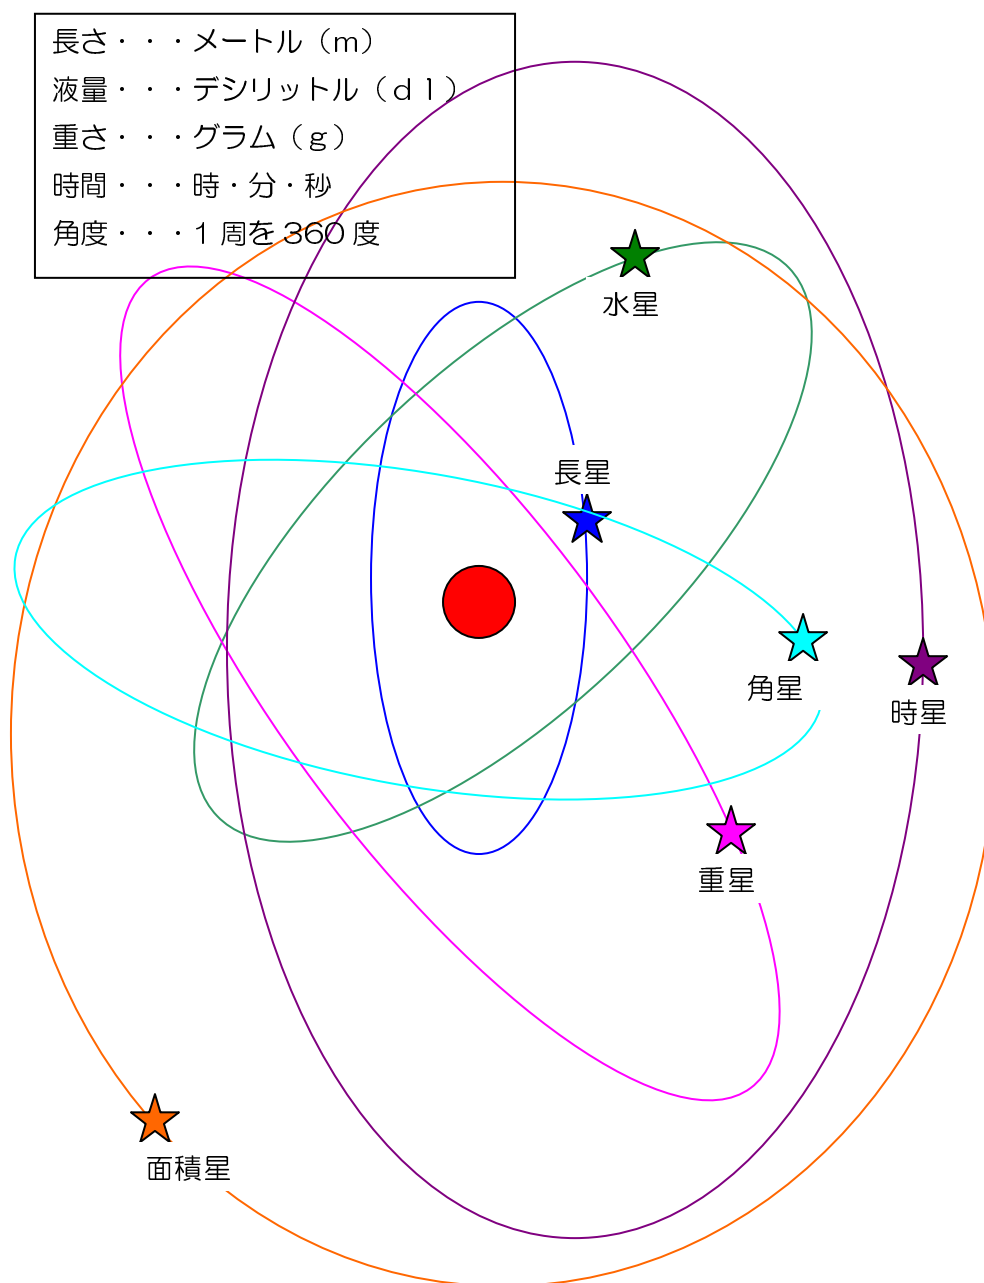 長さ・・・メートル(m)
液量・・・デシリットル(dl)
重さ・・・グラム(g)
時間・・・時・分・秒
角度・・・1周を360度
水星
長星
角星
時星
重星
面積星